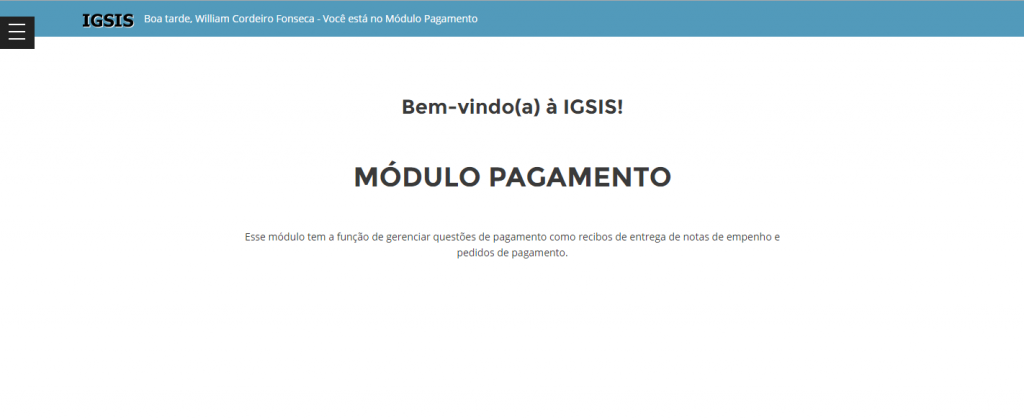 IGSIS Boa tarde, William Cordeiro Fonseca - Você está no Módulo Pagamento
Bem-vindo(a) à IGSIS!
MÓDULO PAGAMENTO
Esse módulo tem a função de gerenciar questões de pagamento como recibos de entrega de notas de empenho e
pedidos de pagamento.